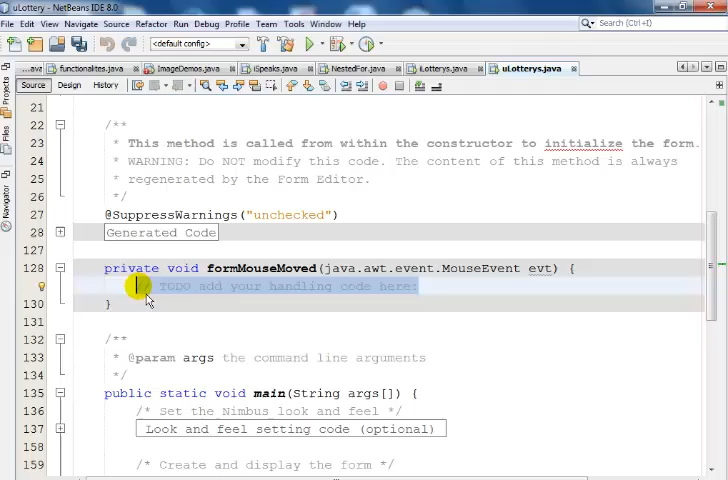 uLottery - NetBeans IDE 8.0
File Edit View Navigate Source Refactor Run Debug Profile Team Tools Window Help
Search (Ctrl+I)
<default config>
...ava functionalites.java ImageDemos.java iSpeaks.java NestedFor.java iLotterys.java uLotterys.java
Source Design History
Projects
Files
Navigator
21
22 /**
23 * This method is called from within the constructor to initialize the form.
24 * WARNING: Do NOT modify this code. The content of this method is always
25 * regenerated by the Form Editor.
26 */
27 @SuppressWarnings("unchecked")
28 Generated Code
127
128 private void formMouseMoved(java.awt.event.MouseEvent evt) {
// TODO add your handling code here:
130 }
131
132 /**
133 * @param args the command line arguments
134 */
135 public static void main(String args[]) {
136 /* Set the Nimbus look and feel */
137 Look and feel setting code (optional)
158
159 /* Create and display the form */